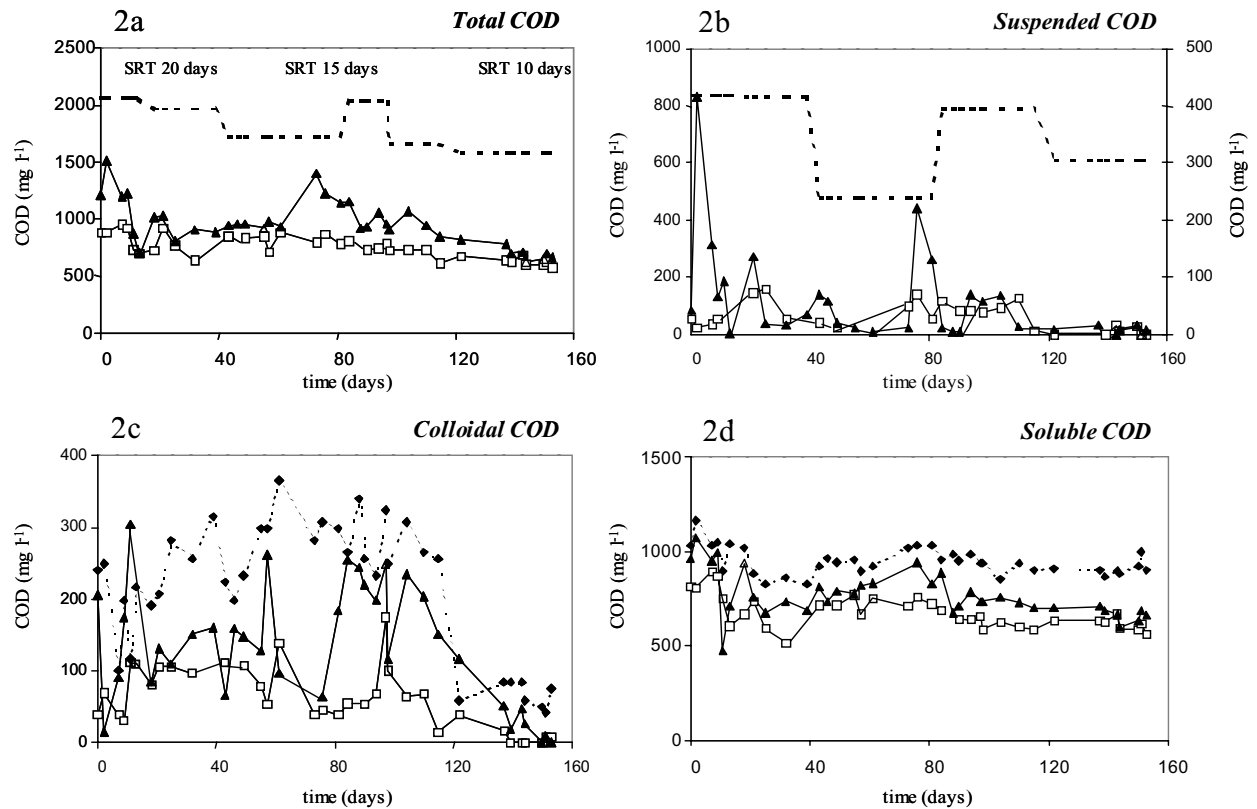 2a Total COD
2500
2000
1500
1000
500
0
COD (mg l-1)
SRT 20 days SRT 15 days SRT 10 days
0 40 80 120 160
time (days)
2b Suspended COD
1000
800
600
400
200
0
COD (mg l-1)
500
400
300
200
100
0
COD (mg l-1)
0 40 80 120 160
time (days)
2c Colloidal COD
400
300
200
100
0
COD (mg l-1)
0 40 80 120 160
time (days)
2d Soluble COD
1500
1000
500
0
COD (mg l-1)
0 40 80 120 160
time (days)